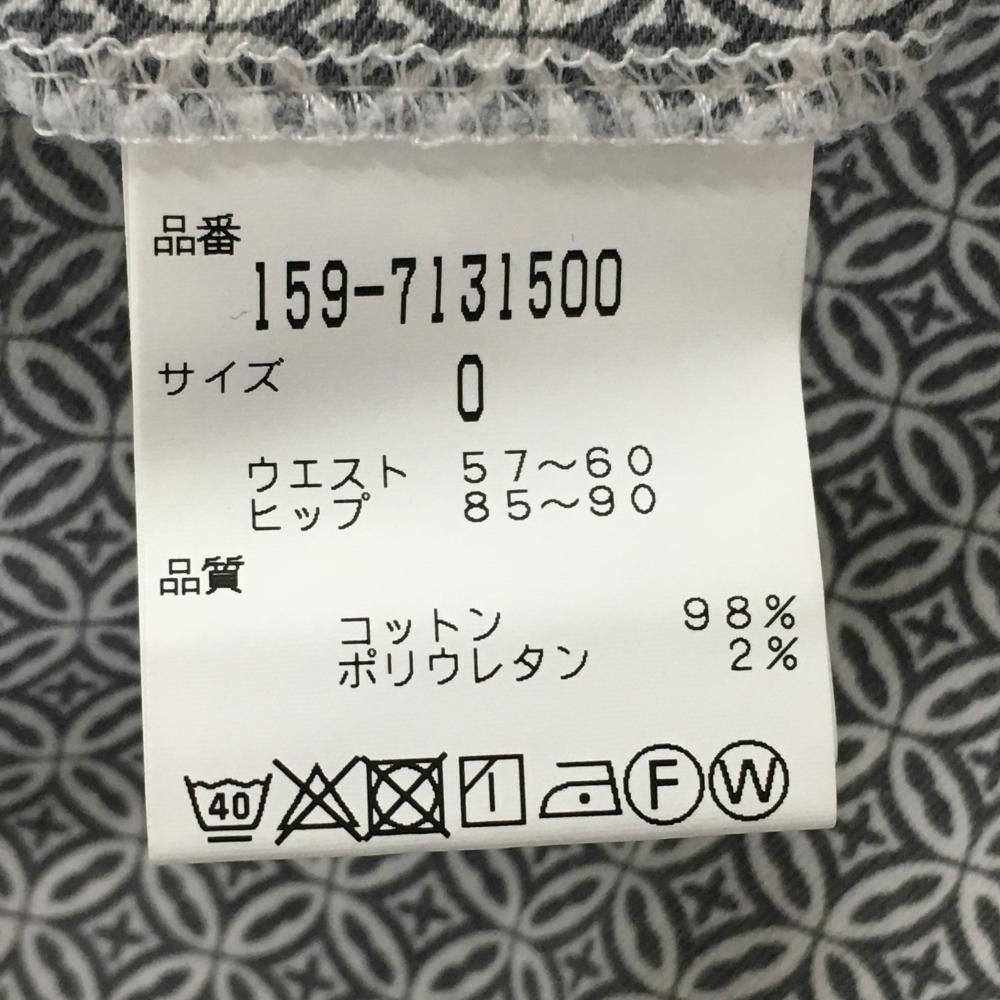 品番
159-7131500
サイズ 0
ウエスト 57～60
ヒップ 85～90
品質
コットン 98%
ポリウレタン 2%
40 F W